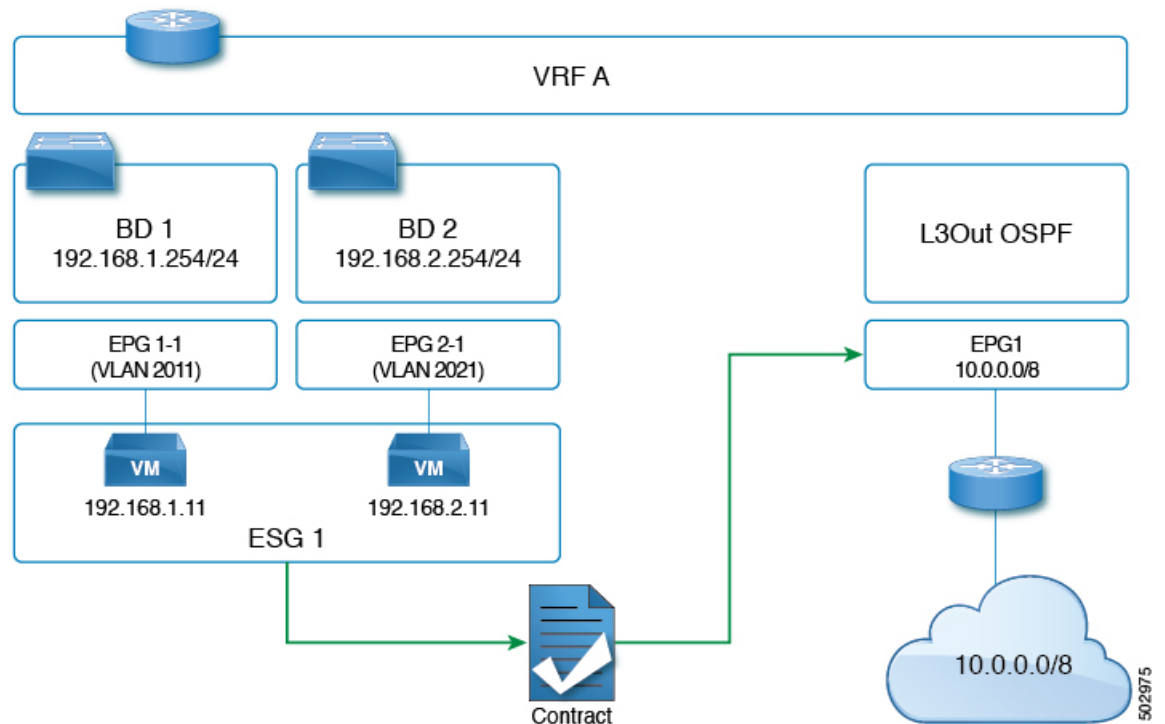 VRF A
BD 1
192.168.1.254/24
BD 2
192.168.2.254/24
L3Out OSPF
EPG 1-1
(VLAN 2011)
EPG 2-1
(VLAN 2021)
EPG1
10.0.0.0/8
VM
192.168.1.11
VM
192.168.2.11
ESG 1
Contract
10.0.0.0/8
502975